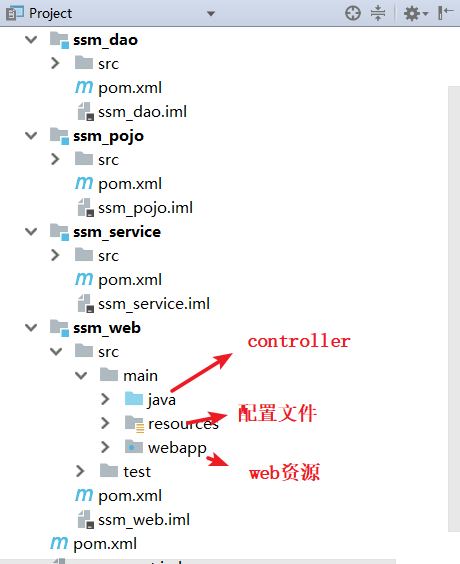 Project
ssm_dao
src
pom.xml
ssm_dao.iml
ssm_pojo
src
pom.xml
ssm_pojo.iml
ssm_service
src
pom.xml
ssm_service.iml
ssm_web
src
controller
main
java
配置文件
resources
webapp
web资源
test
pom.xml
ssm_web.iml
pom.xml